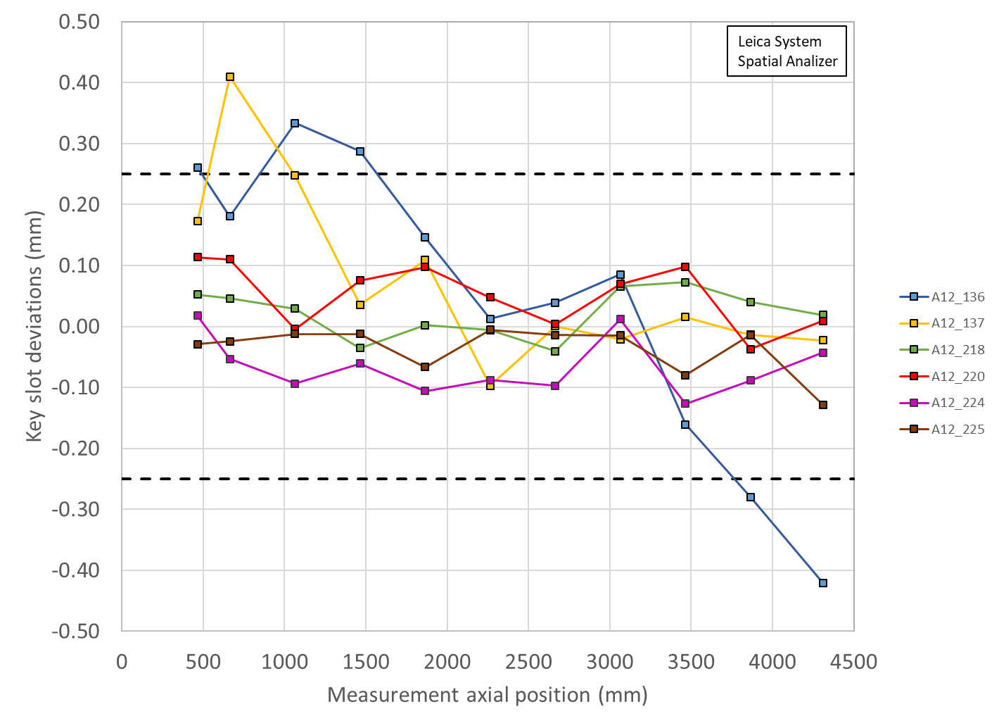 0.50
0.40
0.30
0.20
0.10
0.00
-0.10
-0.20
-0.30
-0.40
-0.50
Key slot deviations (mm)
Leica System
Spatial Analizer
A12_136
A12_137
A12_218
A12_220
A12_224
A12_225
0 500 1000 1500 2000 2500 3000 3500 4000 4500
Measurement axial position (mm)